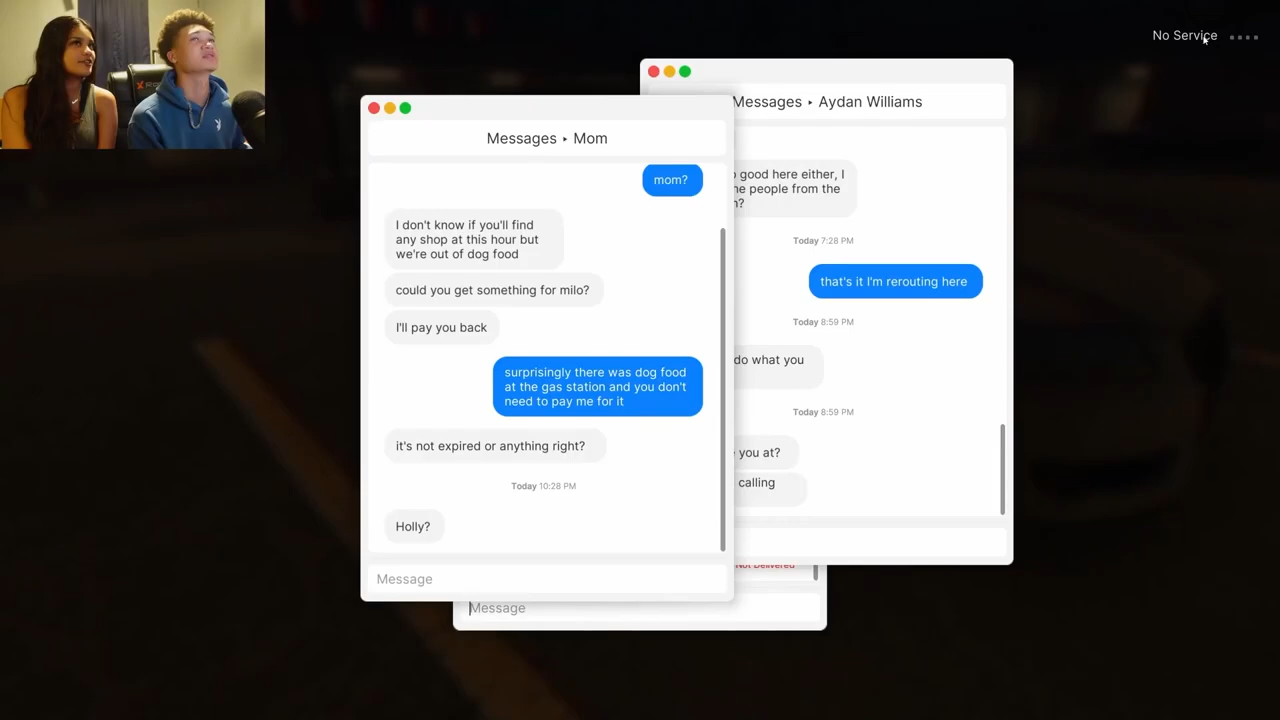 No Service
Messages ▸ Aydan Williams
good here either, I
he people from the
Today 7:28 PM
that's it I'm rerouting here
Today 8:59 PM
do what you
Today 8:59 PM
you at?
calling
Messages ▸ Mom
mom?
I don't know if you'll find
any shop at this hour but
we're out of dog food
could you get something for milo?
I'll pay you back
surprisingly there was dog food
at the gas station and you don't
need to pay me for it
it's not expired or anything right?
Today 10:28 PM
Holly?
Message
Not Delivered
Message